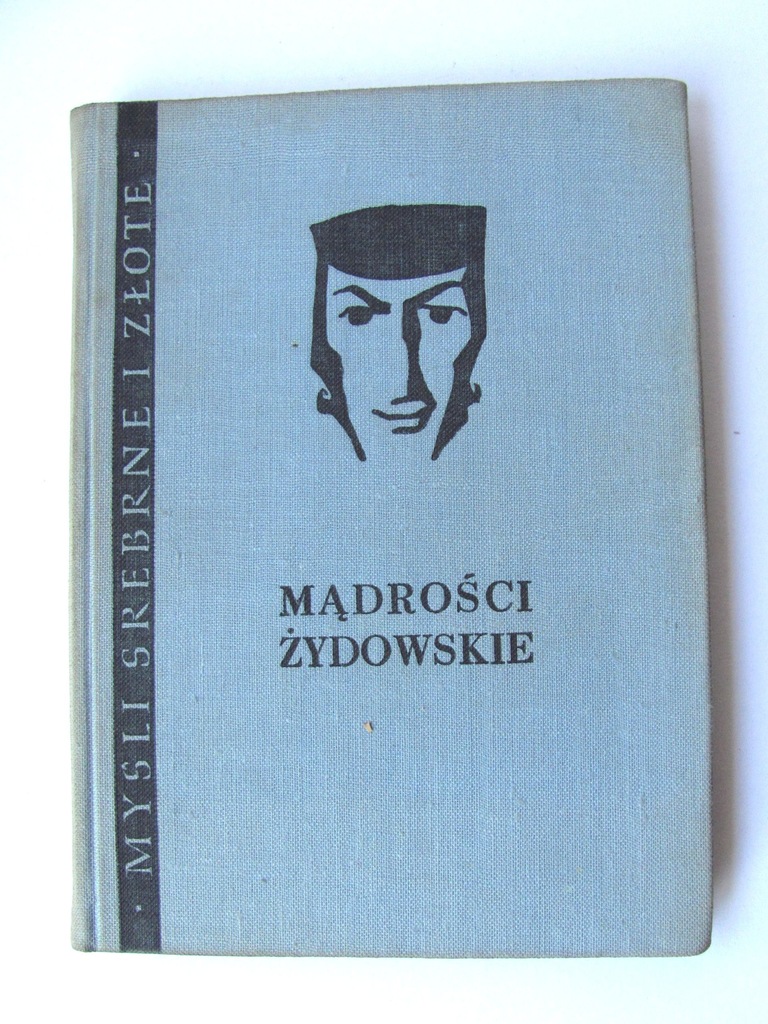 · MYŚLI SREBRNE I ZŁOTE ·
MĄDROŚCI
ŻYDOWSKIE